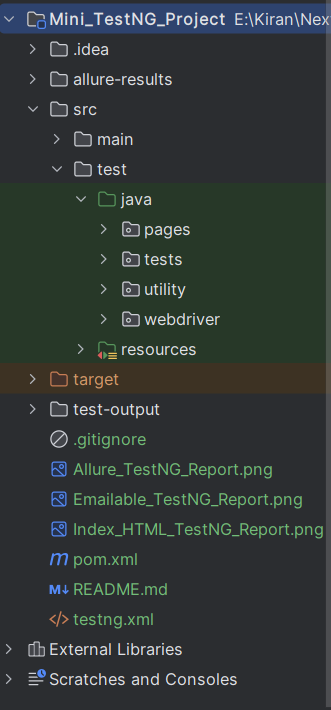 Mini_TestNG_Project E:\Kiran\Nex
.idea
allure-results
src
main
test
java
pages
tests
utility
webdriver
resources
target
test-output
.gitignore
Allure_TestNG_Report.png
Emailable_TestNG_Report.png
Index_HTML_TestNG_Report.png
m pom.xml
M↓ README.md
</> testng.xml
External Libraries
Scratches and Consoles